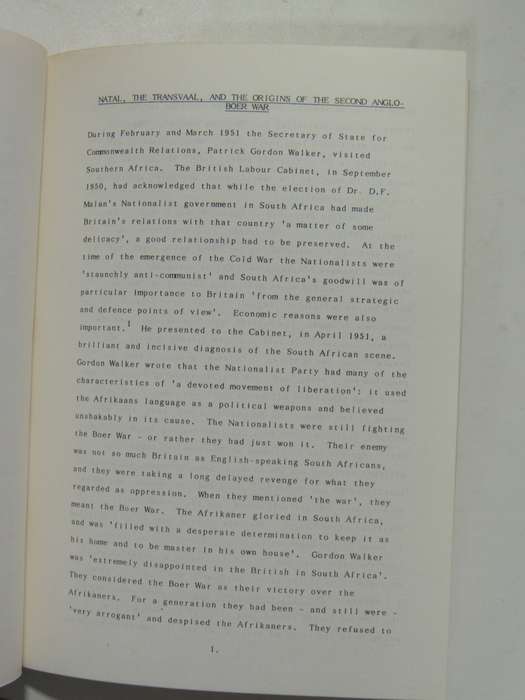 NATAL, THE TRANSVAAL, AND THE ORIGINS OF THE SECOND ANGLO-
BOER WAR
During February and March 1951 the Secretary of State for
Commonwealth Relations, Patrick Gordon Walker, visited
Southern Africa. The British Labour Cabinet, in September
1950, had acknowledged that while the election of Dr. D.F.
Malan's Nationalist government in South Africa had made
Britain's relations with that country 'a matter of some
delicacy', a good relationship had to be preserved. At the
time of the emergence of the Cold War the Nationalists were
'staunchly anti-communist' and South Africa's goodwill was of
particular importance to Britain 'from the general strategic
and defence points of view'. Economic reasons were also
important.1 He presented to the Cabinet, in April 1951, a
brilliant and incisive diagnosis of the South African scene.
Gordon Walker wrote that the Nationalist Party had many of the
characteristics of 'a devoted movement of liberation': it used
the Afrikaans language as a political weapons and believed
unshakably in its cause. The Nationalists were still fighting
the Boer War - or rather they had just won it. Their enemy
was not so much Britain as English-speaking South Africans,
and they were taking a long delayed revenge for what they
regarded as oppression. When they mentioned 'the war', they
meant the Boer War. The Afrikaner gloried in South Africa,
and was 'filled with a desperate determination to keep it as
his home and to be master in his own house'. Gordon Walker
was 'extremely disappointed in the British in South Africa'.
They considered the Boer War as their victory over the
Afrikaners. For a generation they had been - and still were -
'very arrogant' and despised the Afrikaners. They refused to
1.